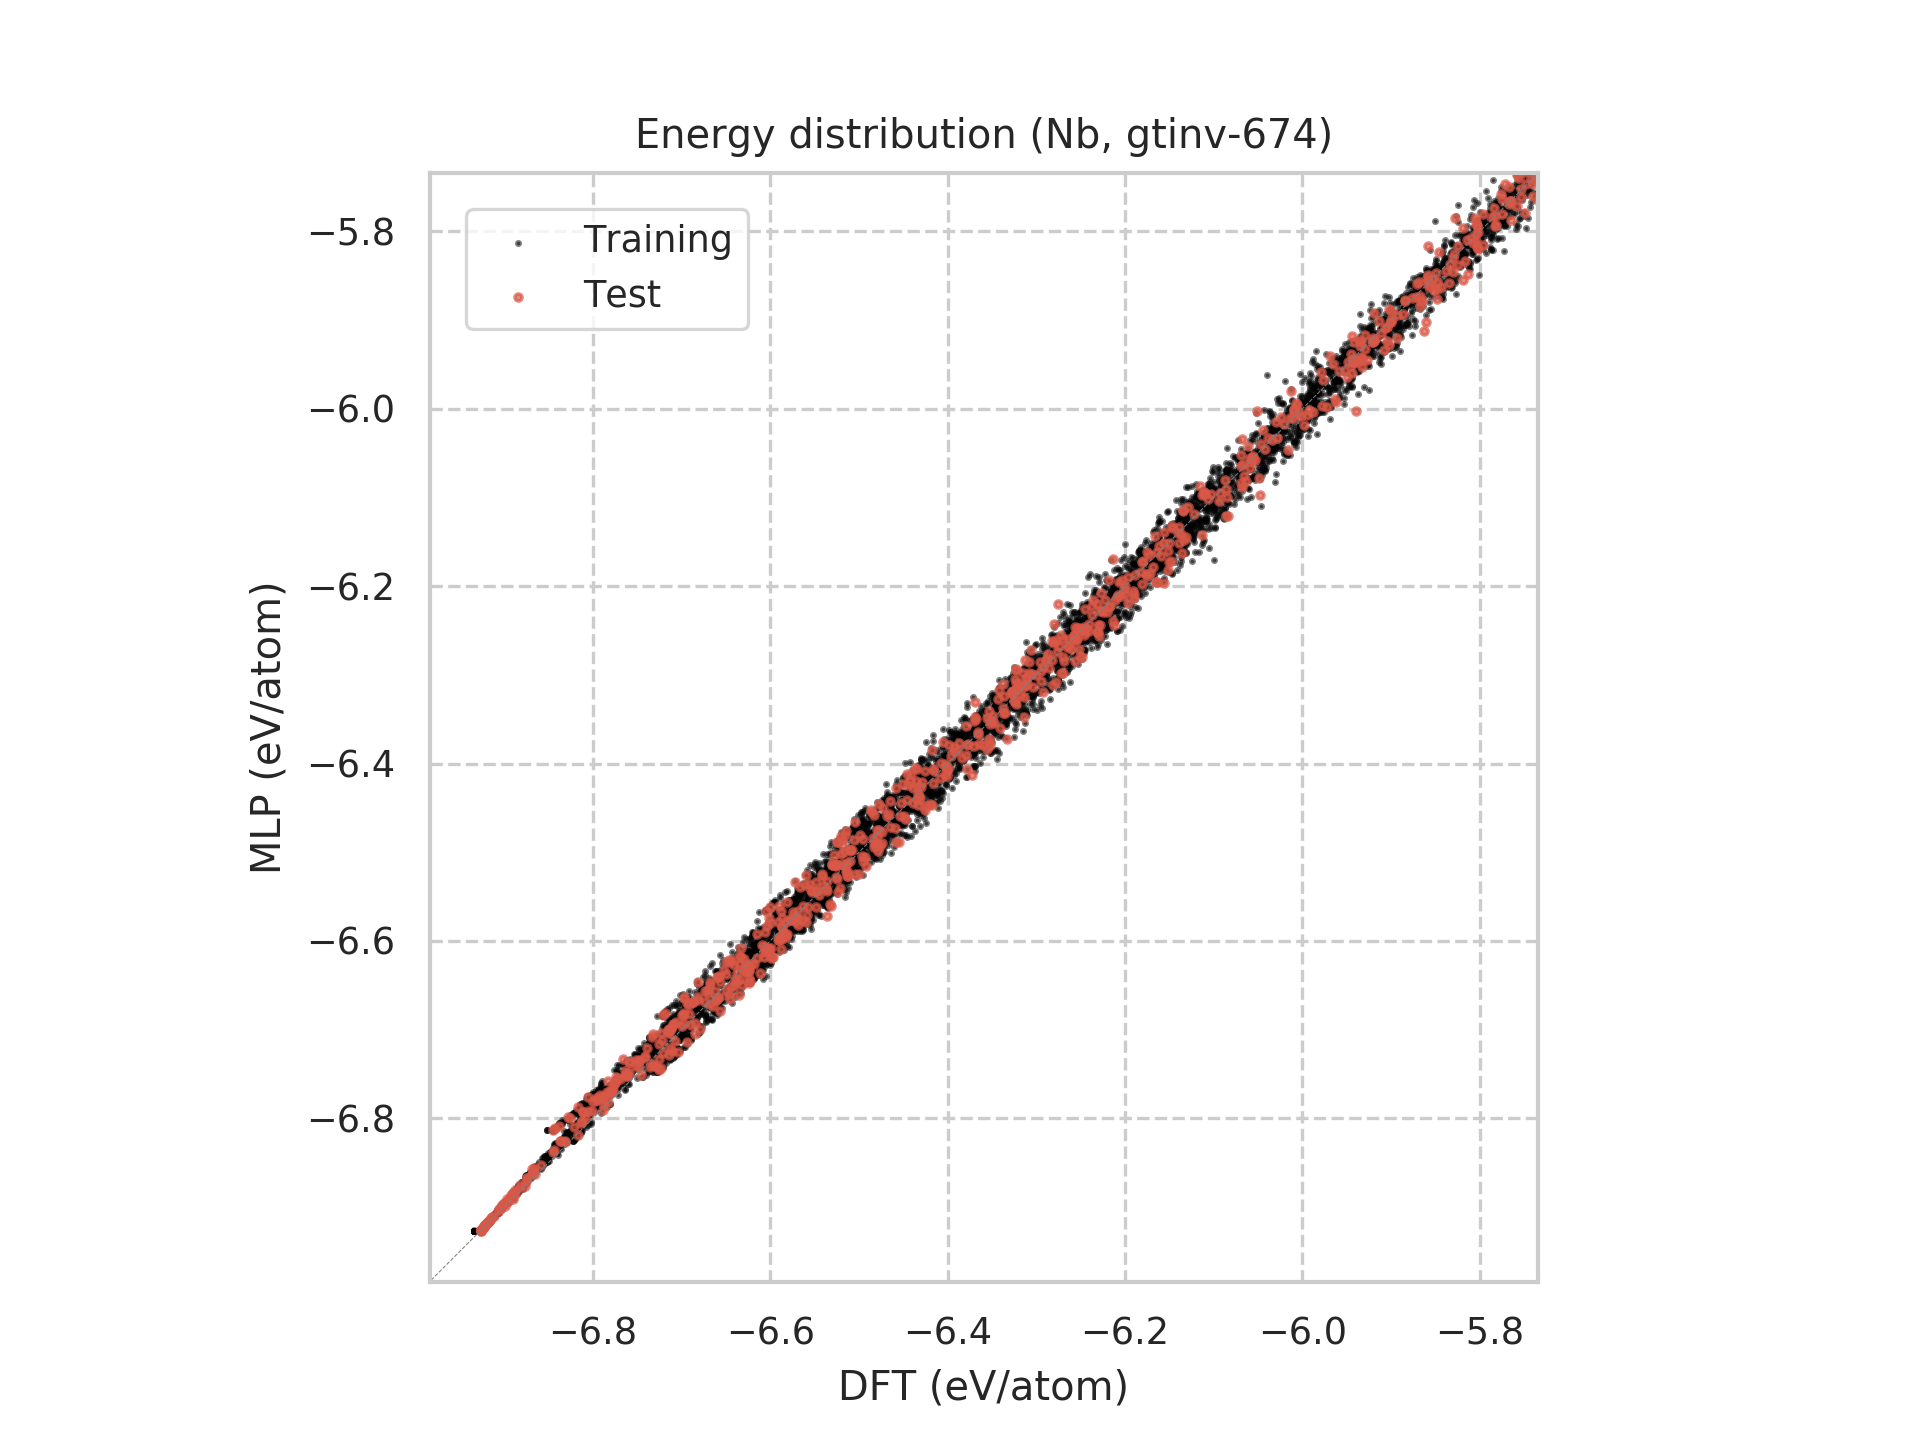 Energy distribution (Nb, gtinv-674)
Training
Test
MLP (eV/atom)
−5.8
−6.0
−6.2
−6.4
−6.6
−6.8
−6.8 −6.6 −6.4 −6.2 −6.0 −5.8
DFT (eV/atom)